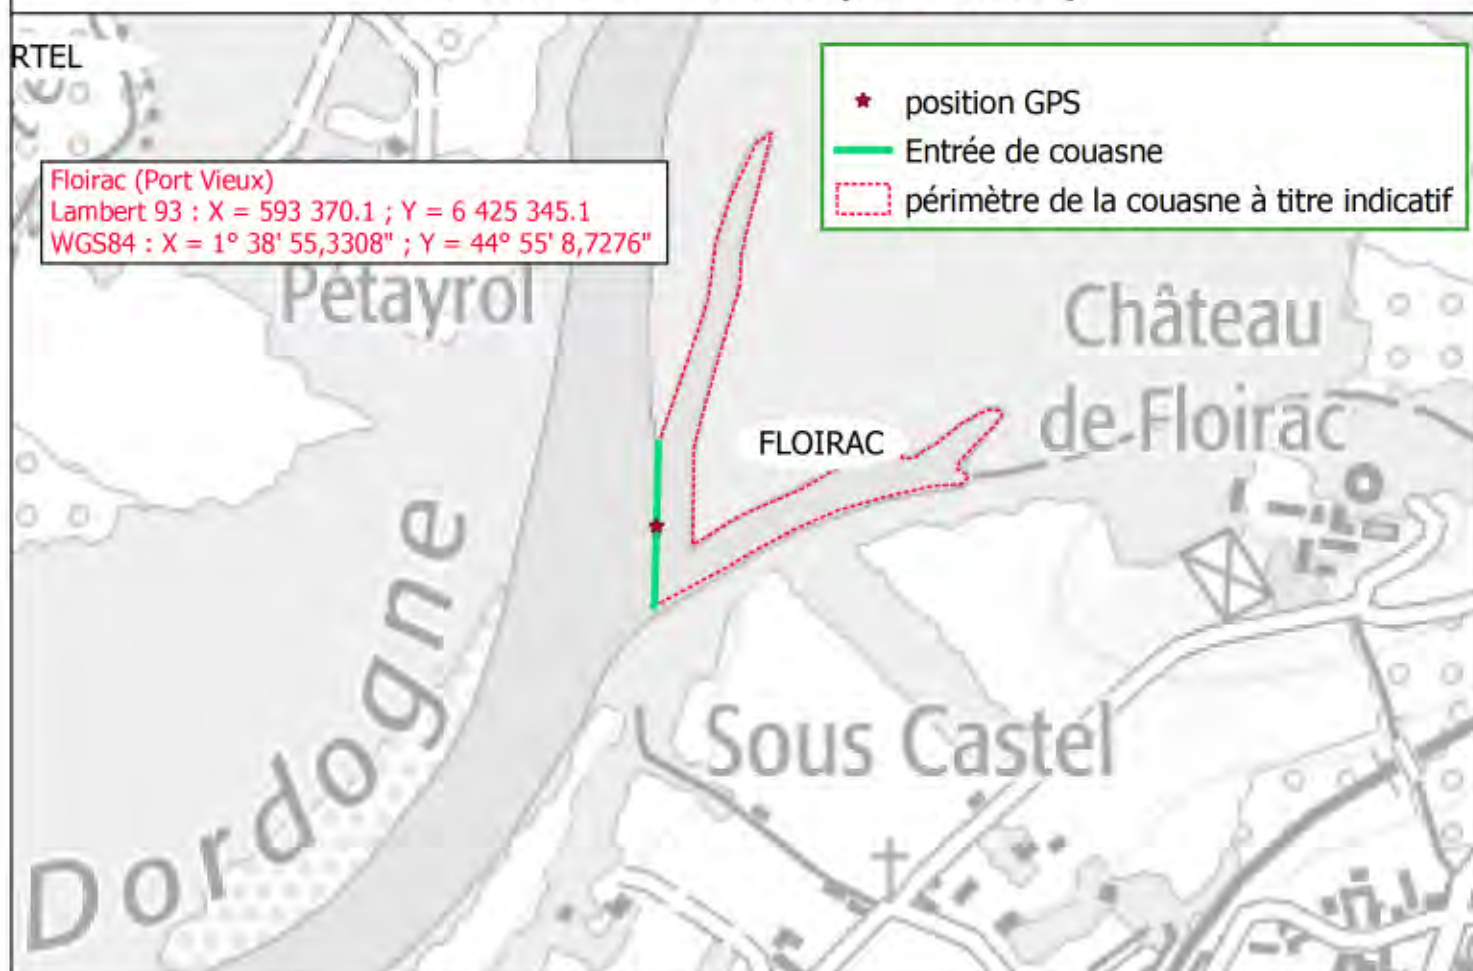 RTEL
position GPS
Entrée de couasne
périmètre de la couasne à titre indicatif
Floirac (Port Vieux)
Lambert 93 : X = 593 370.1 ; Y = 6 425 345.1
WGS84 : X = 1° 38' 55,3308" ; Y = 44° 55' 8,7276"
Pétayrol
Château
de Floirac
FLOIRAC
Dordogne
Sous Castel